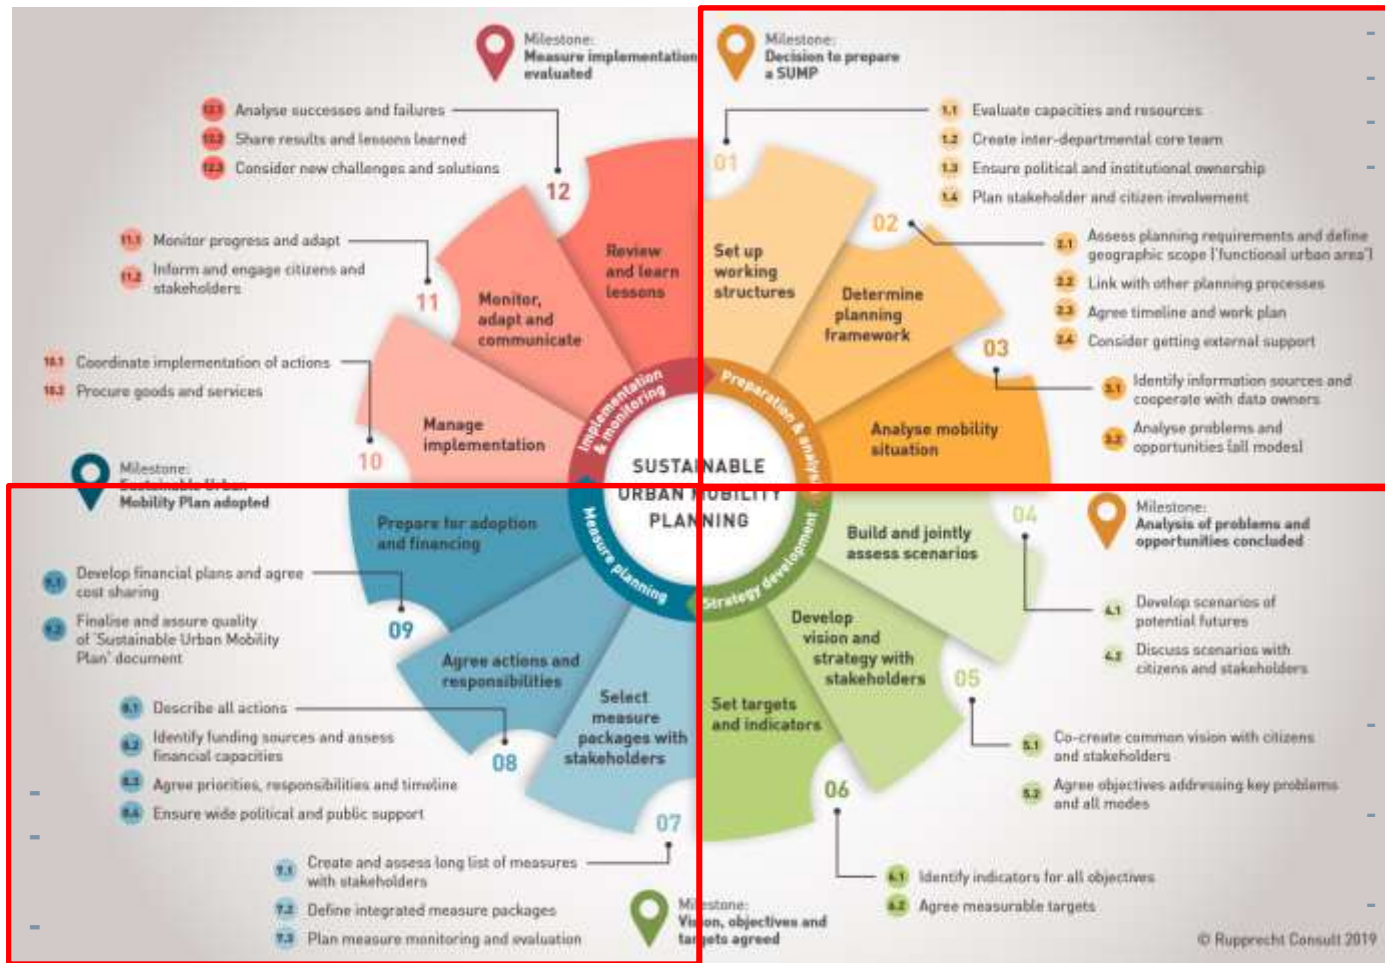 Milestone:
Measure implementation
evaluated
Milestone:
Decision to prepare
a SUMP
12.1 Analyse successes and failures
12.2 Share results and lessons learned
12.3 Consider new challenges and solutions
12
Review
and learn
lessons
01
Set up
working
structures
1.1 Evaluate capacities and resources
1.2 Create inter-departmental core team
1.3 Ensure political and institutional ownership
1.4 Plan stakeholder and citizen involvement
02
Determine
planning
framework
2.1 Assess planning requirements and define
geographic scope ('functional urban area')
2.2 Link with other planning processes
2.3 Agree timeline and work plan
2.4 Consider getting external support
11.1 Monitor progress and adapt
11.2 Inform and engage citizens and
stakeholders
11
Monitor,
adapt and
communicate
03
Analyse mobility
situation
3.1 Identify information sources and
cooperate with data owners
3.2 Analyse problems and
opportunities (all modes)
10.1 Coordinate implementation of actions
10.2 Procure goods and services
10
Manage
implementation
Implementation
& monitoring
Preparation & analysis
SUSTAINABLE
URBAN MOBILITY
PLANNING
Measure planning
Strategy development
Milestone:
Sustainable Urban
Mobility Plan adopted
Milestone:
Analysis of problems and
opportunities concluded
Prepare for adoption
and financing
09
9.1 Develop financial plans and agree
cost sharing
9.2 Finalise and assure quality
of 'Sustainable Urban Mobility
Plan' document
04
Build and jointly
assess scenarios
4.1 Develop scenarios of
potential futures
4.2 Discuss scenarios with
citizens and stakeholders
Agree actions and
responsibilities
08
8.1 Describe all actions
8.2 Identify funding sources and assess
financial capacities
8.3 Agree priorities, responsibilities and timeline
8.4 Ensure wide political and public support
Develop
vision and
strategy with
stakeholders
05
5.1 Co-create common vision with citizens
and stakeholders
5.2 Agree objectives addressing key problems
and all modes
Select
measure
packages with
stakeholders
07
7.1 Create and assess long list of measures
with stakeholders
7.2 Define integrated measure packages
7.3 Plan measure monitoring and evaluation
Set targets
and indicators
06
6.1 Identify indicators for all objectives
6.2 Agree measurable targets
Milestone:
Vision, objectives and
targets agreed
© Rupprecht Consult 2019